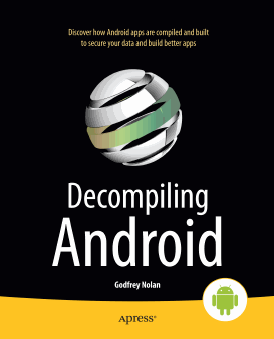 Discover how Android apps are compiled and built
to secure your data and build better apps
Decompiling
Android
Godfrey Nolan
Apress®